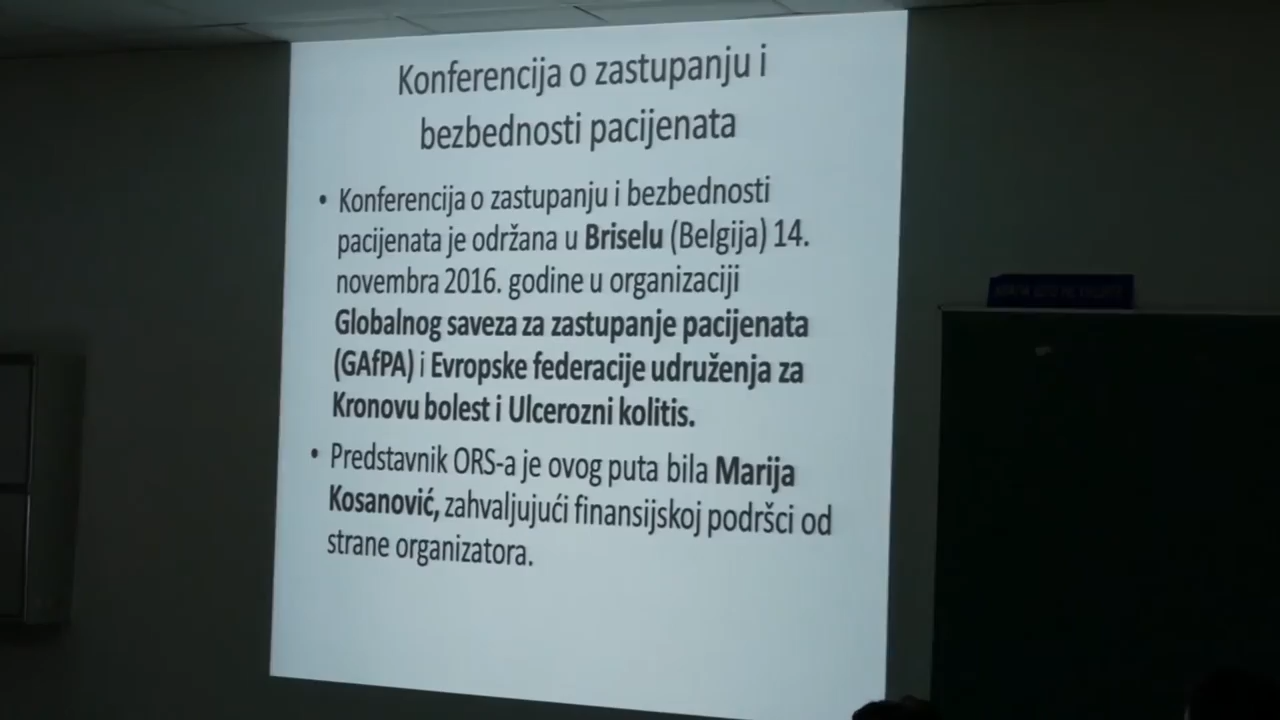 Konferencija o zastupanju i
bezbednosti pacijenata
• Konferencija o zastupanju i bezbednosti
pacijenata je održana u Briselu (Belgija) 14.
novembra 2016. godine u organizaciji
Globalnog saveza za zastupanje pacijenata
(GAfPA) i Evropske federacije udruženja za
Kronovu bolest i Ulcerozni kolitis.
• Predstavnik ORS-a je ovog puta bila Marija
Kosanović, zahvaljujući finansijskoj podršci od
strane organizatora.